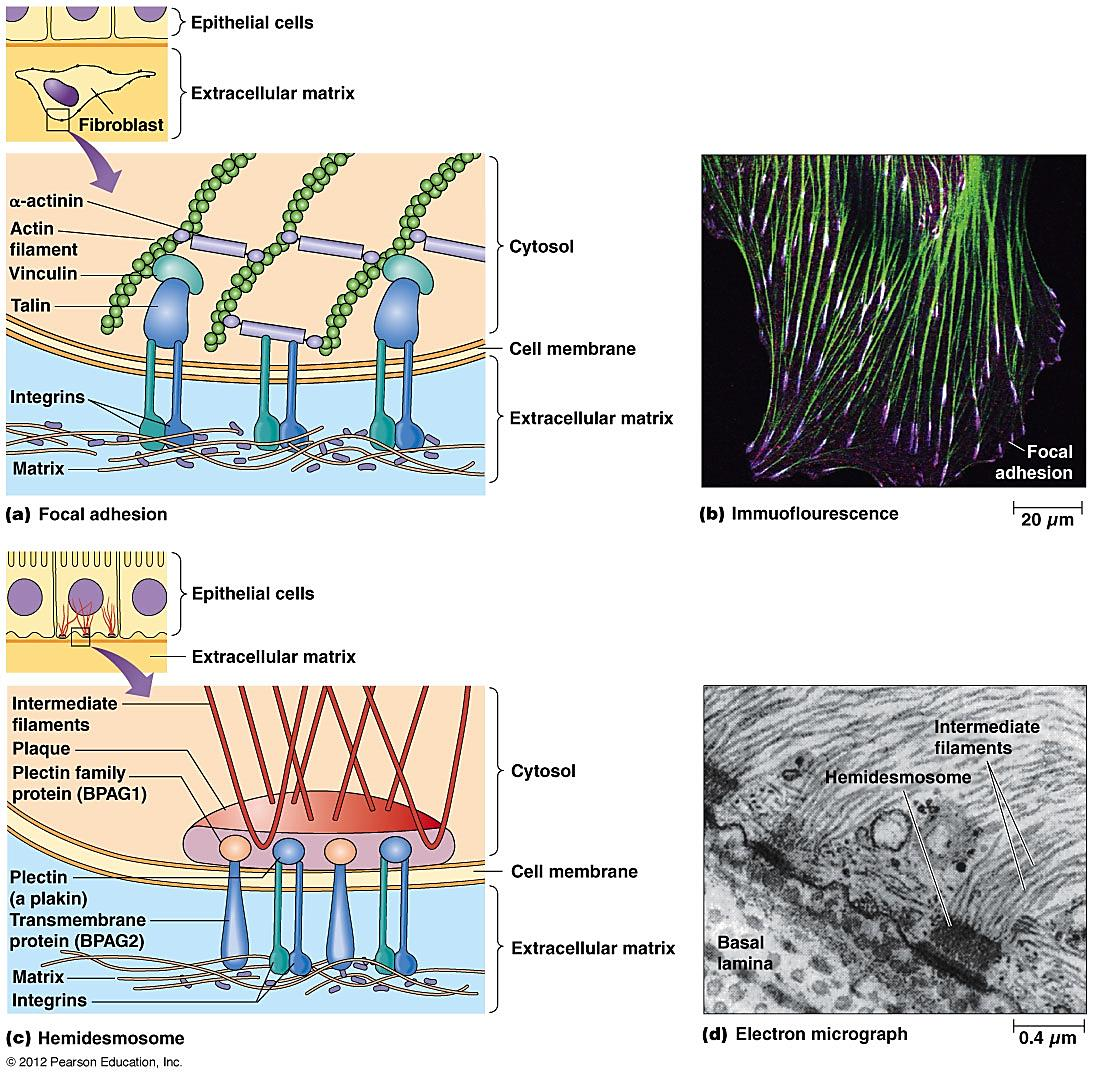 Epithelial cells
Extracellular matrix
Fibroblast
α-actinin
Actin
filament
Vinculin
Talin
Integrins
Matrix
Cytosol
Cell membrane
Extracellular matrix
(a) Focal adhesion
Focal
adhesion
(b) Immuoflourescence
20 µm
Epithelial cells
Extracellular matrix
Intermediate
filaments
Plaque
Plectin family
protein (BPAG1)
Plectin
(a plakin)
Transmembrane
protein (BPAG2)
Matrix
Integrins
Cytosol
Cell membrane
Extracellular matrix
(c) Hemidesmosome
Intermediate
filaments
Hemidesmosome
Basal
lamina
(d) Electron micrograph
0.4 µm
© 2012 Pearson Education, Inc.